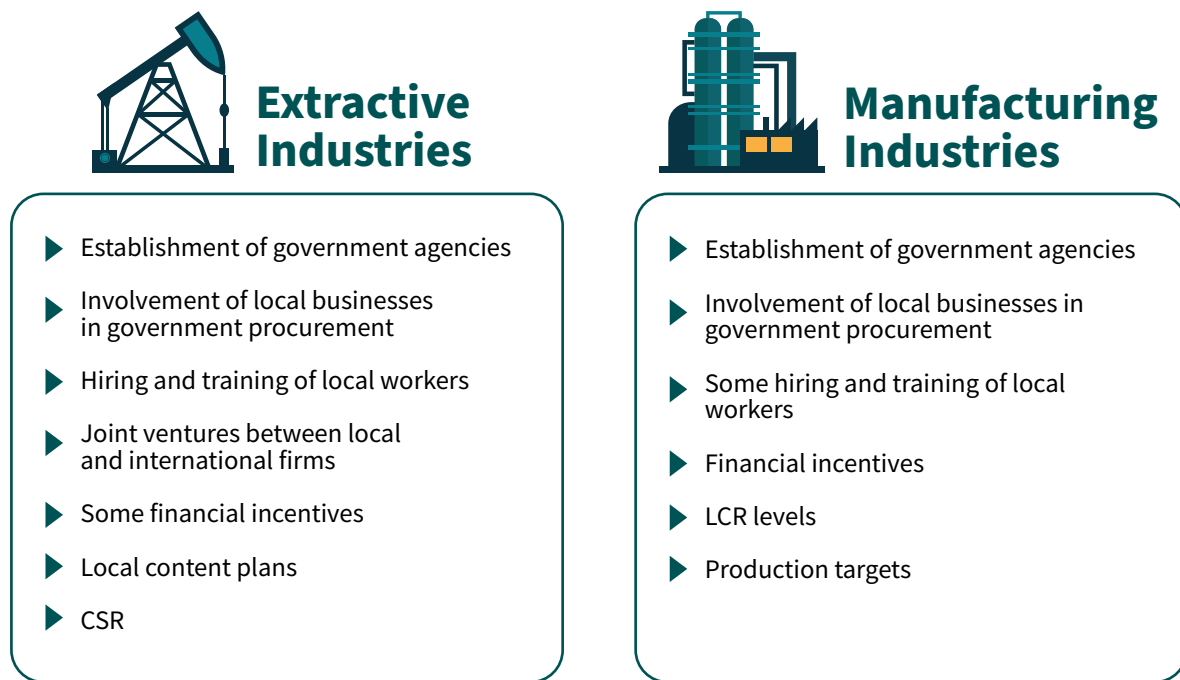 Extractive
Industries
Establishment of government agencies
Involvement of local businesses
in government procurement
Hiring and training of local workers
Joint ventures between local
and international firms
Some financial incentives
Local content plans
CSR
Manufacturing
Industries
Establishment of government agencies
Involvement of local businesses in
government procurement
Some hiring and training of local
workers
Financial incentives
LCR levels
Production targets